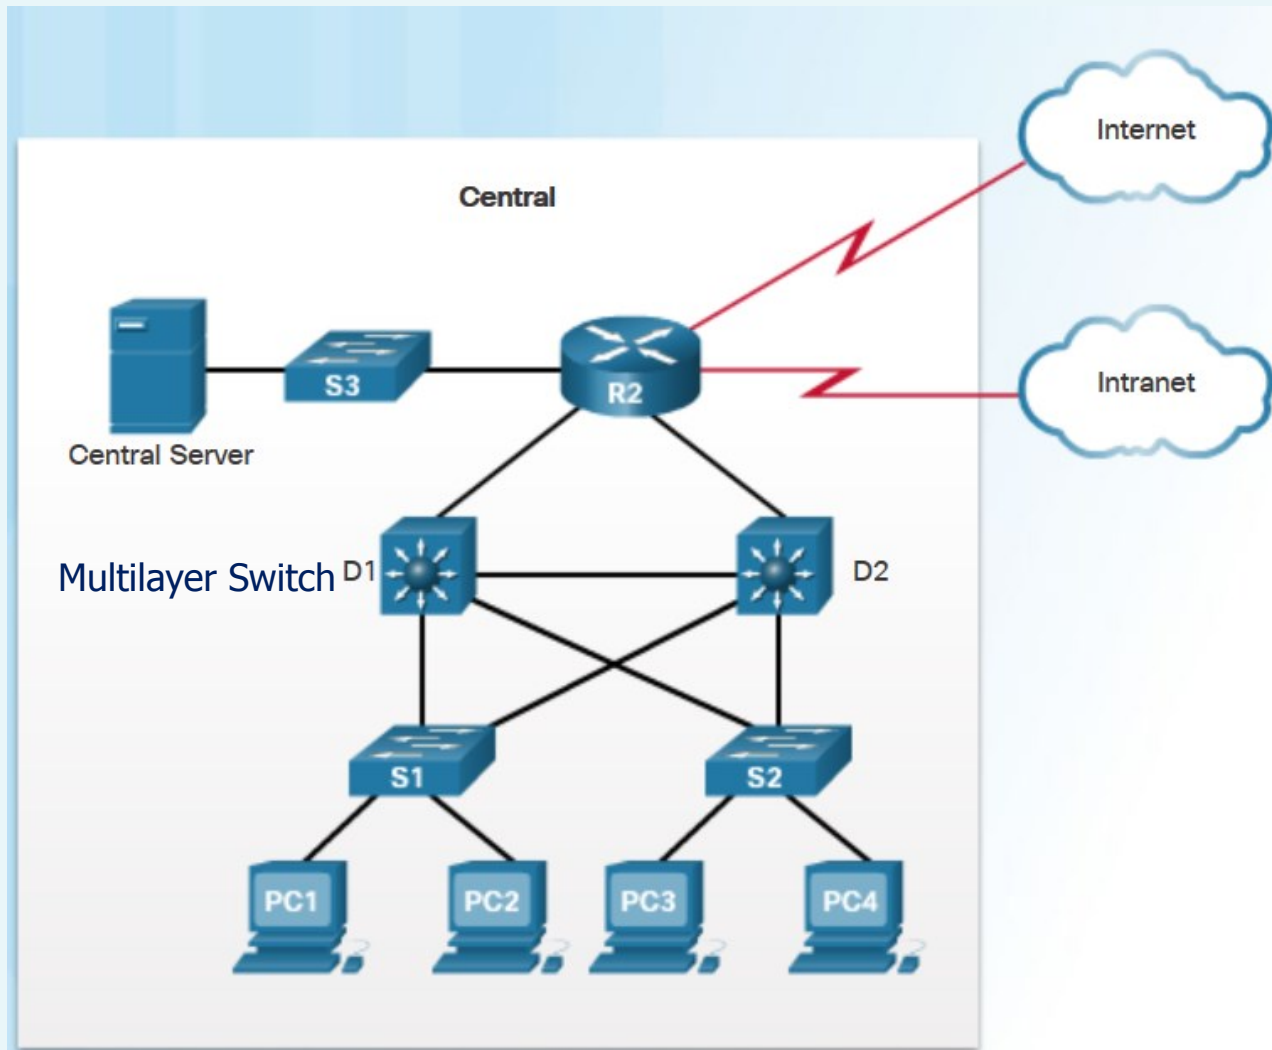 Internet
Central
Intranet
S3
R2
Central Server
Multilayer Switch D1
D2
S1
S2
PC1
PC2
PC3
PC4